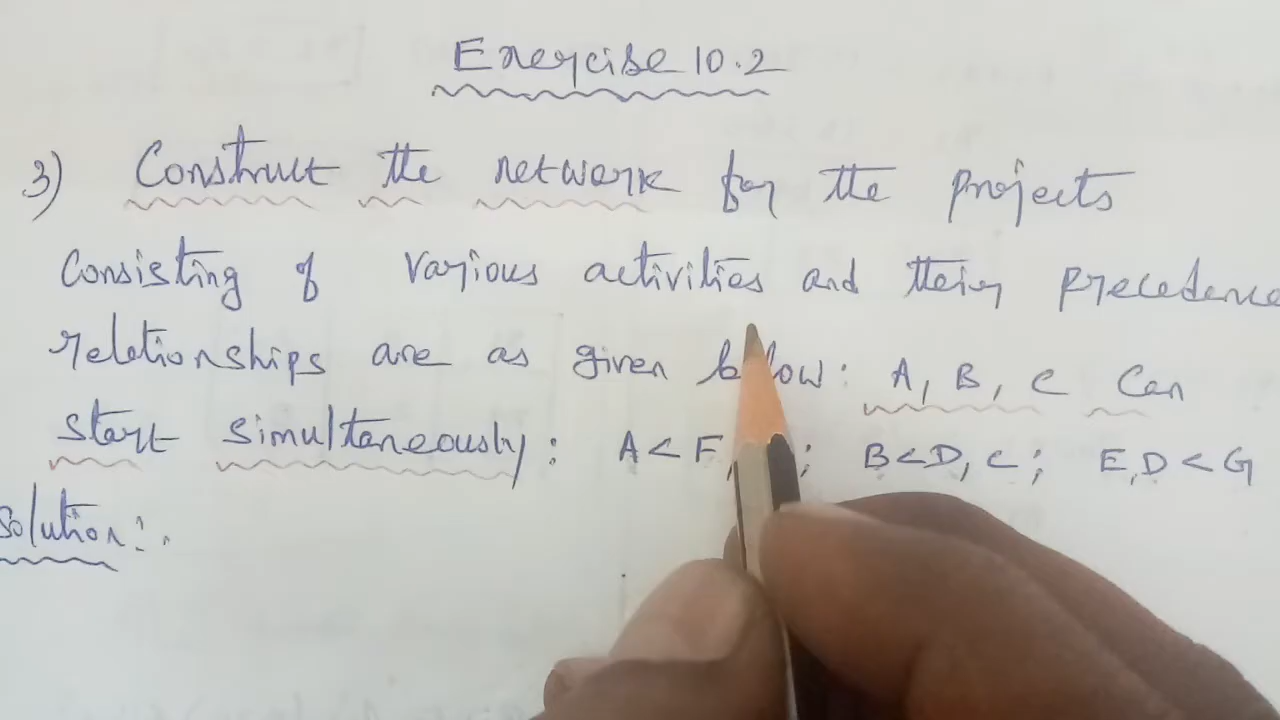 Exercise 10.2
3) Construct the network for the projects
consisting of various activities and their precedence
relationships are as given below: A, B, C Can
start simultaneously: A<F, ; B<D, C; E, D<G
Solution: